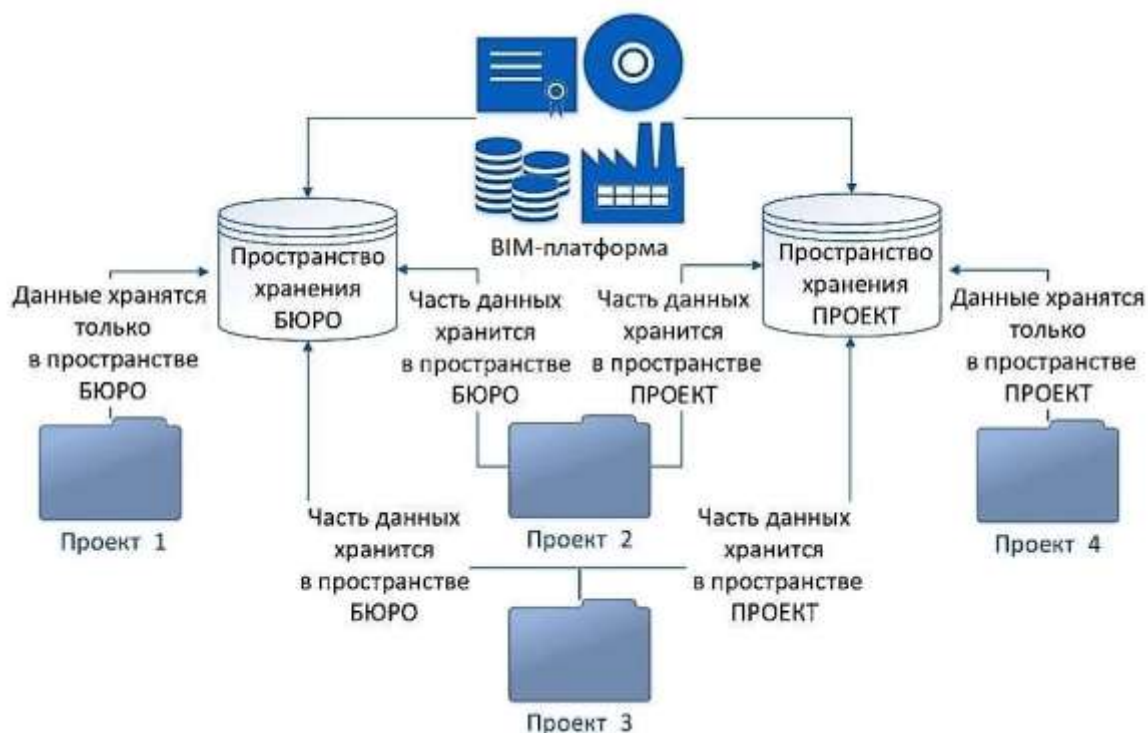 BIM-платформа
Пространство
хранения
БЮРО
Пространство
хранения
ПРОЕКТ
Данные хранятся
только
в пространстве
БЮРО
Часть данных
хранится
в пространстве
БЮРО
Часть данных
хранится
в пространстве
ПРОЕКТ
Данные хранятся
только
в пространстве
ПРОЕКТ
Проект 1
Проект 2
Проект 4
Часть данных
хранится
в пространстве
БЮРО
Часть данных
хранится
в пространстве
ПРОЕКТ
Проект 3